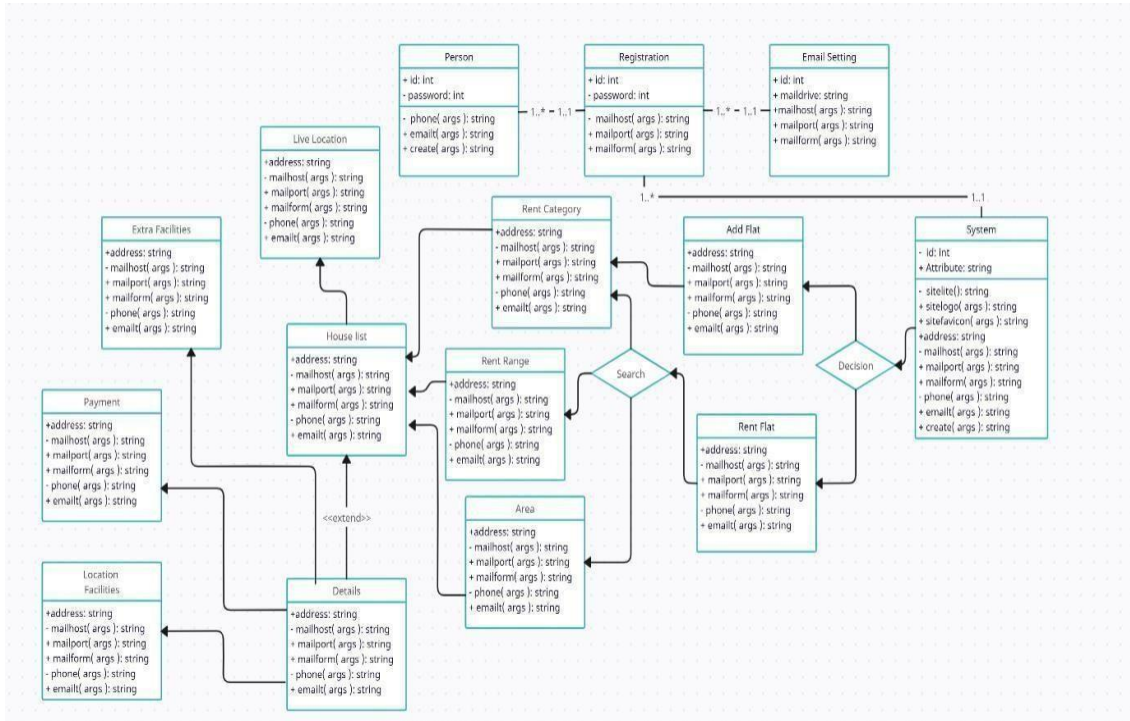 Person
+ id: int
- password: int
- phone( args ): string
+ emailt( args ): string
+ create( args ): string
1..* - 1..1
Registration
+ id: int
- password: int
- mailhost( args ): string
+ mailport( args ): string
+ mailform( args ): string
1..* - 1..1
Email Setting
+ id: int
+ maildrive: string
+mailhost( args ): string
+ mailport( args ): string
+ mailform( args ): string
1..*
1..1
Live Location
+address: string
- mailhost( args ): string
+ mailport( args ): string
+ mailform( args ): string
- phone( args ): string
+ emailt( args ): string
Rent Category
+address: string
- mailhost( args ): string
+ mailport( args ): string
+ mailform( args ): string
- phone( args ): string
+ emailt( args ): string
Add Flat
+address: string
- mailhost( args ): string
+ mailport( args ): string
+ mailform( args ): string
- phone( args ): string
+ emailt( args ): string
System
- id: int
+ Attribute: string
- sitelite(): string
+ sitelogo( args ): string
+ sitefavicon( args ): string
+address: string
- mailhost( args ): string
+ mailport( args ): string
+ mailform( args ): string
- phone( args ): string
+ emailt( args ): string
+ create( args ): string
Extra Facilities
+address: string
- mailhost( args ): string
+ mailport( args ): string
+ mailform( args ): string
- phone( args ): string
+ emailt( args ): string
House list
+address: string
- mailhost( args ): string
+ mailport( args ): string
+ mailform( args ): string
- phone( args ): string
+ emailt( args ): string
Rent Range
+address: string
- mailhost( args ): string
+ mailport( args ): string
+ mailform( args ): string
- phone( args ): string
+ emailt( args ): string
Search
Decision
Payment
+address: string
- mailhost( args ): string
+ mailport( args ): string
+ mailform( args ): string
- phone( args ): string
+ emailt( args ): string
Rent Flat
+address: string
- mailhost( args ): string
+ mailport( args ): string
+ mailform( args ): string
- phone( args ): string
+ emailt( args ): string
Area
+address: string
- mailhost( args ): string
+ mailport( args ): string
+ mailform( args ): string
- phone( args ): string
+ emailt( args ): string
<<extend>>
Location
Facilities
+address: string
- mailhost( args ): string
+ mailport( args ): string
+ mailform( args ): string
- phone( args ): string
+ emailt( args ): string
Details
+address: string
- mailhost( args ): string
+ mailport( args ): string
+ mailform( args ): string
- phone( args ): string
+ emailt( args ): string